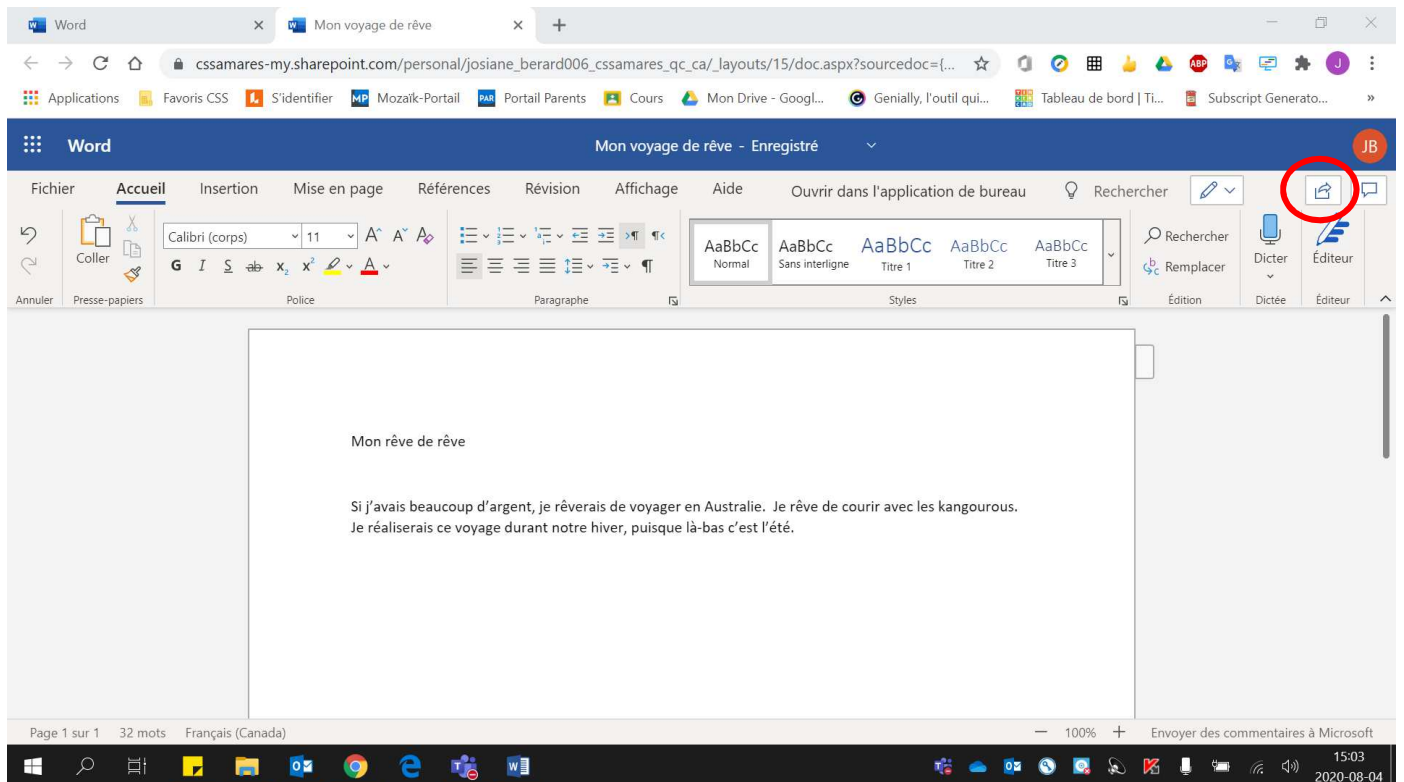 Word
Mon voyage de rêve
cssamares-my.sharepoint.com/personal/josiane_berard006_cssamares_qc_ca/_layouts/15/doc.aspx?sourcedoc={...
ABP
J
Applications Favoris CSS S'identifier MP Mozaïk-Portail PAR Portail Parents Cours Mon Drive - Googl... Genially, l'outil qui... Tableau de bord | Ti... Subscript Generato... »
Word Mon voyage de rêve - Enregistré JB
Fichier Accueil Insertion Mise en page Références Révision Affichage Aide Ouvrir dans l'application de bureau Rechercher
Coller
Calibri (corps) 11
G I S ab x₂ x²
AaBbCc AaBbCc AaBbCc AaBbCc AaBbCc
Normal Sans interligne Titre 1 Titre 2 Titre 3
Rechercher
Remplacer
Dicter
Éditeur
Annuler Presse-papiers Police Paragraphe Styles Édition Dictée Éditeur
Mon rêve de rêve
Si j'avais beaucoup d'argent, je rêverais de voyager en Australie. Je rêve de courir avec les kangourous.
Je réaliserais ce voyage durant notre hiver, puisque là-bas c'est l'été.
Page 1 sur 1 32 mots Français (Canada) 100% Envoyer des commentaires à Microsoft
15:03
2020-08-04